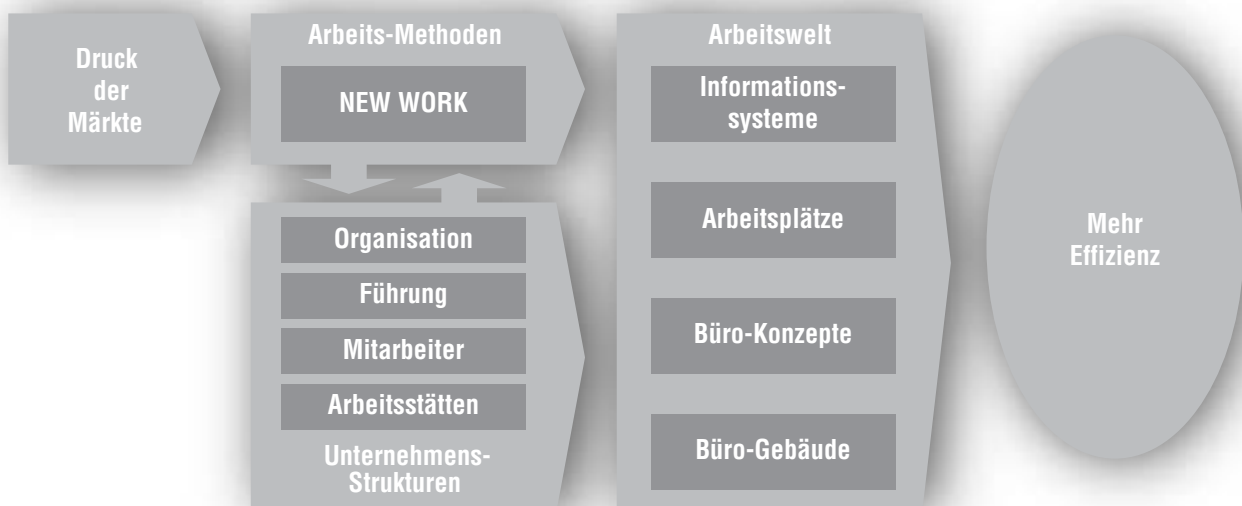 Druck
der
Märkte
Arbeits-Methoden
NEW WORK
Organisation
Führung
Mitarbeiter
Arbeitsstätten
Unternehmens-
Strukturen
Arbeitswelt
Informations-
systeme
Arbeitsplätze
Büro-Konzepte
Büro-Gebäude
Mehr
Effizienz